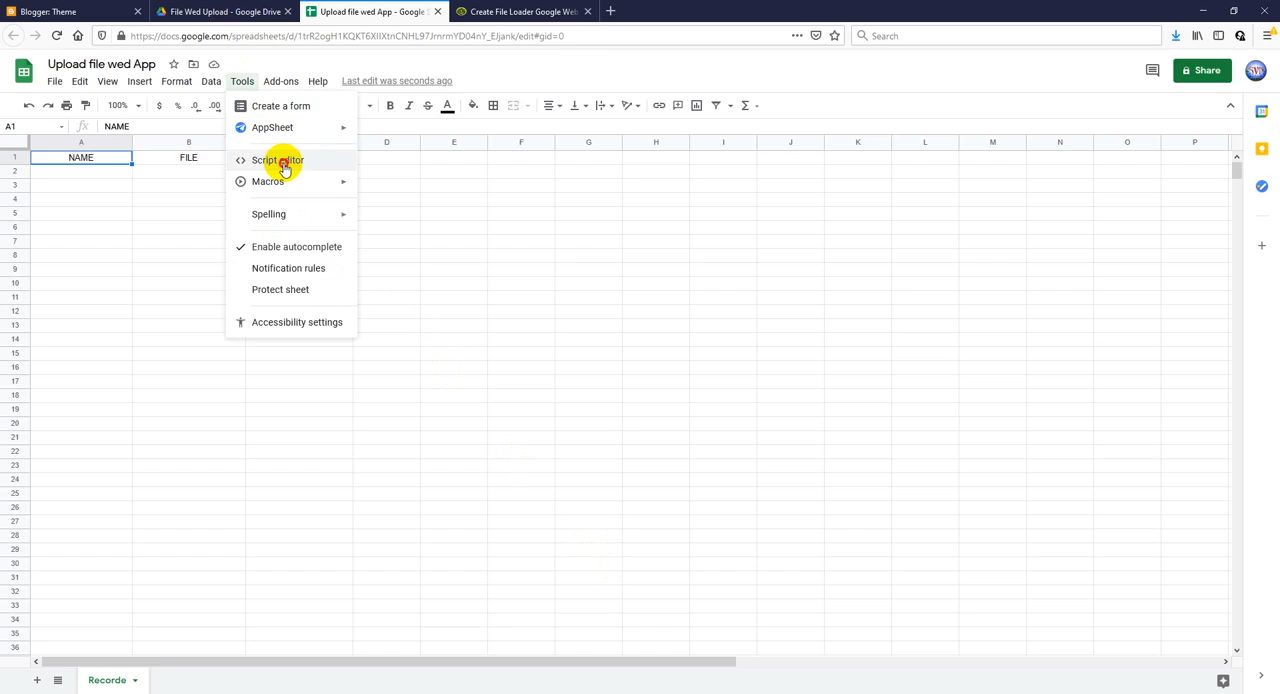 Blogger: Theme
File Wed Upload - Google Drive
Upload file wed App - Google S
Create File Loader Google Web
https://docs.google.com/spreadsheets/d/1trR2ogH1KQKT6XIIXtnCNHL97JrnrmYD04nY_EJjank/edit#gid=0
Search
Upload file wed App
Share
File Edit View Insert Format Data Tools Add-ons Help Last edit was seconds ago
100% $ % .0 .00
A1 fx NAME
A B D E F G H I J K L M N O P
1 NAME FILE
2
3
4
5
6
7
8
9
10
11
12
13
14
15
16
17
18
19
20
21
22
23
24
25
26
27
28
29
30
31
32
33
34
35
36
Create a form
AppSheet
Script editor
Macros
Spelling
Enable autocomplete
Notification rules
Protect sheet
Accessibility settings
Recorde